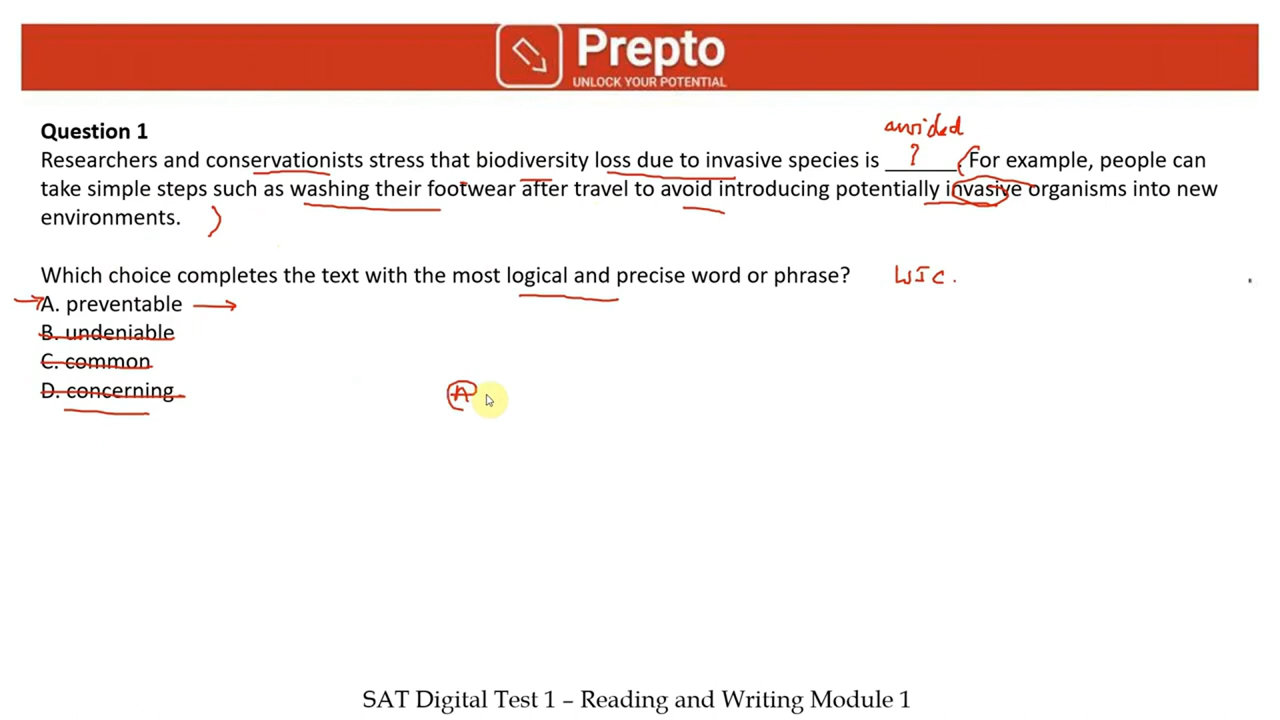 Prepto
UNLOCK YOUR POTENTIAL
Question 1
avoided
Researchers and conservationists stress that biodiversity loss due to invasive species is ______. For example, people can
?
take simple steps such as washing their footwear after travel to avoid introducing potentially invasive organisms into new
environments.
Which choice completes the text with the most logical and precise word or phrase? WIC.
A. preventable
B. undeniable
C. common
D. concerning
A
SAT Digital Test 1 – Reading and Writing Module 1